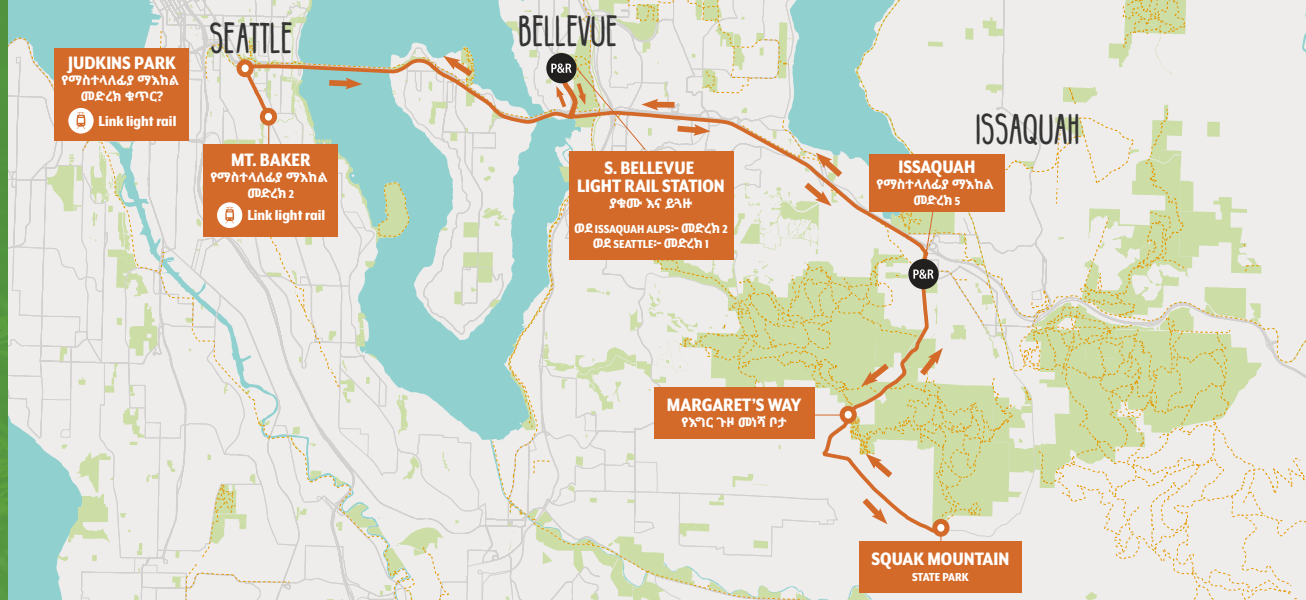 SEATTLE
BELLEVUE
ISSAQUAH
JUDKINS PARK
የማስተላለፊያ ማእከል
መድረክ ቁጥር?
Link light rail
MT. BAKER
የማስተላለፊያ ማእከል
መድረክ 2
Link light rail
P&R
S. BELLEVUE
LIGHT RAIL STATION
ያቁሙ እና ይጓዙ
ወደ ISSAQUAH ALPS፦ መድረክ 2
ወደ SEATTLE፦ መድረክ 1
ISSAQUAH
የማስተላለፊያ ማእከል
መድረክ 5
P&R
MARGARET'S WAY
የእግር ጉዞ መነሻ ቦታ
SQUAK MOUNTAIN
STATE PARK